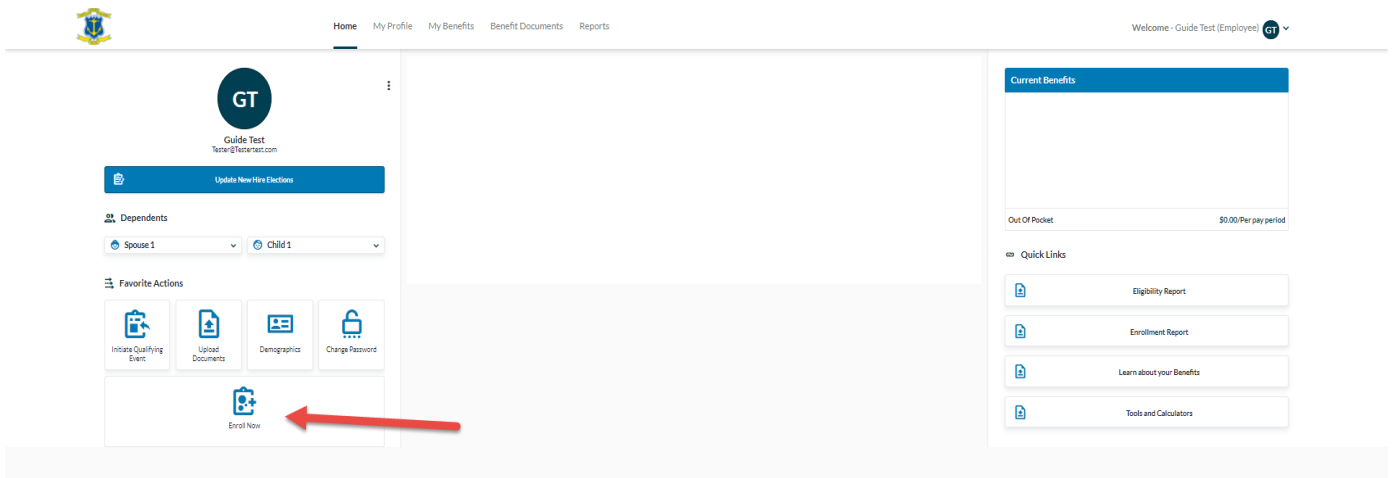 Home My Profile My Benefits Benefit Documents Reports
Welcome - Guide Test (Employee) GT
GT
Guide Test
Tester@Testertest.com
Update New Hire Elections
Dependents
Spouse 1
Child 1
Favorite Actions
Initiate Qualifying
Event
Upload
Documents
Demographics
Change Password
Enroll Now
Current Benefits
Out Of Pocket $0.00/Per pay period
Quick Links
Eligibility Report
Enrollment Report
Learn about your Benefits
Tools and Calculators